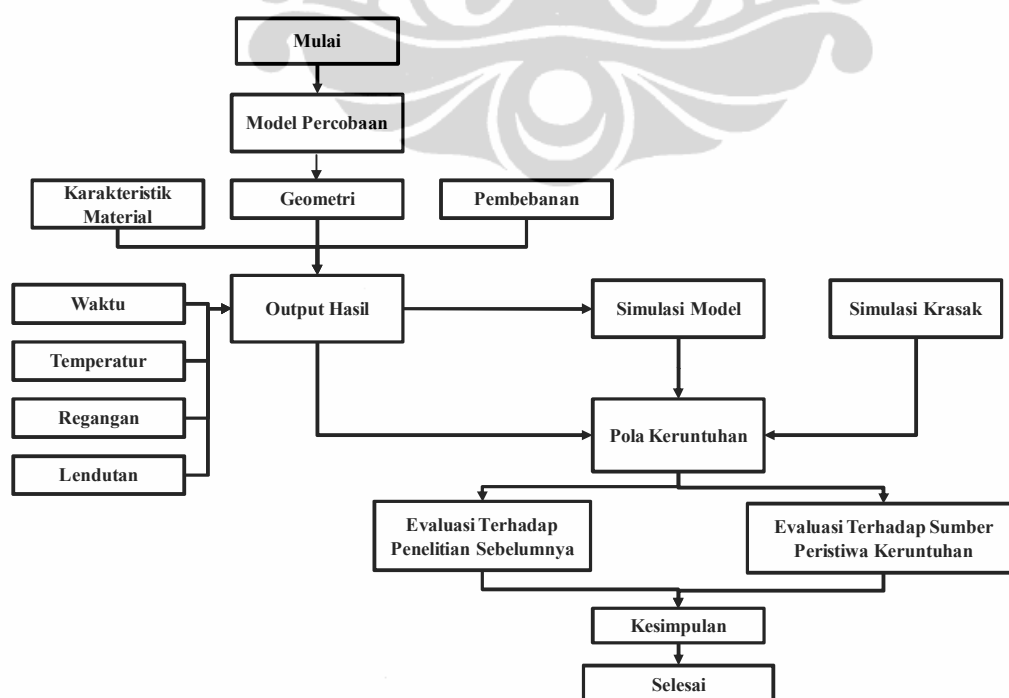 Mulai
Model Percobaan
Karakteristik
Material
Geometri
Pembebanan
Waktu
Temperatur
Regangan
Lendutan
Output Hasil
Simulasi Model
Simulasi Krasak
Pola Keruntuhan
Evaluasi Terhadap
Penelitian Sebelumnya
Evaluasi Terhadap Sumber
Peristiwa Keruntuhan
Kesimpulan
Selesai